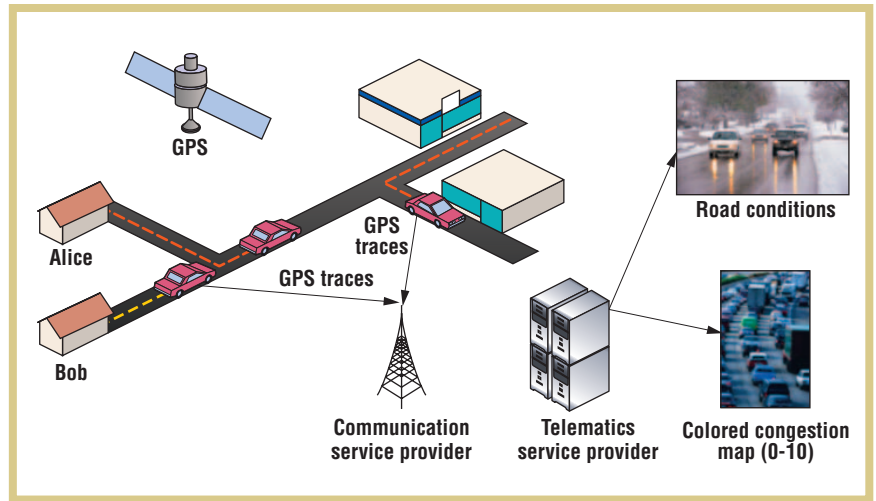 GPS
Alice
Bob
GPS traces
GPS
traces
Communication
service provider
Telematics
service provider
Road conditions
Colored congestion
map (0-10)